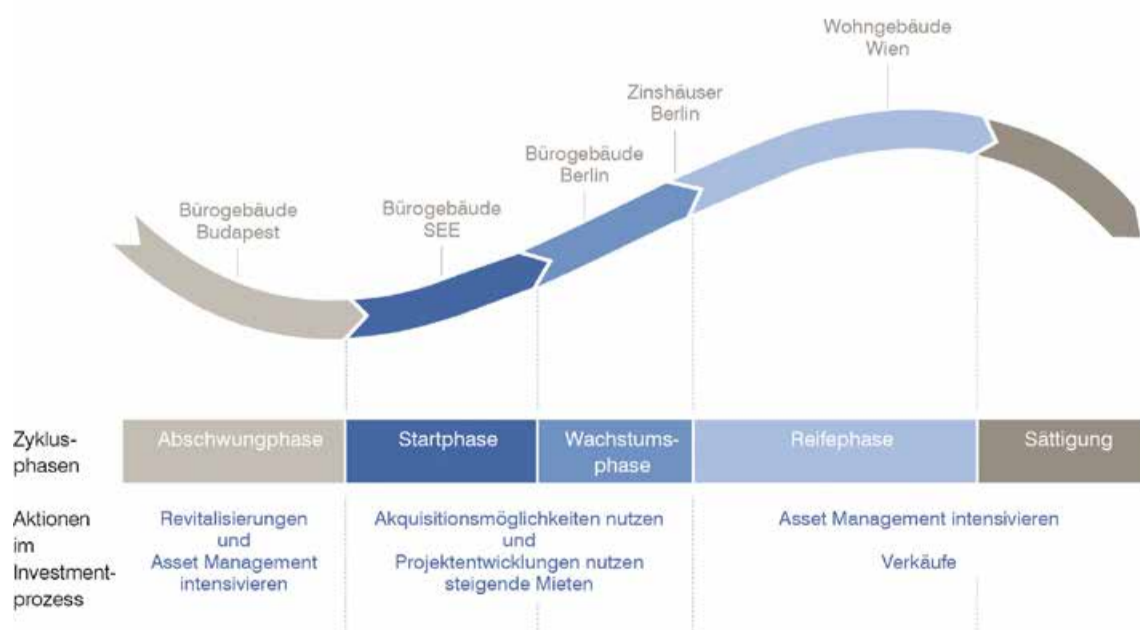 Wohngebäude
Wien
Zinshäuser
Berlin
Bürogebäude
Berlin
Bürogebäude
Budapest
Bürogebäude
SEE
Zyklus-
phasen
Abschwungphase
Startphase
Wachstums-
phase
Reifephase
Sättigung
Aktionen
im
Investment-
prozess
Revitalisierungen
und
Asset Management
intensivieren
Akquisitionsmöglichkeiten nutzen
und
Projektentwicklungen nutzen
steigende Mieten
Asset Management intensivieren
Verkäufe